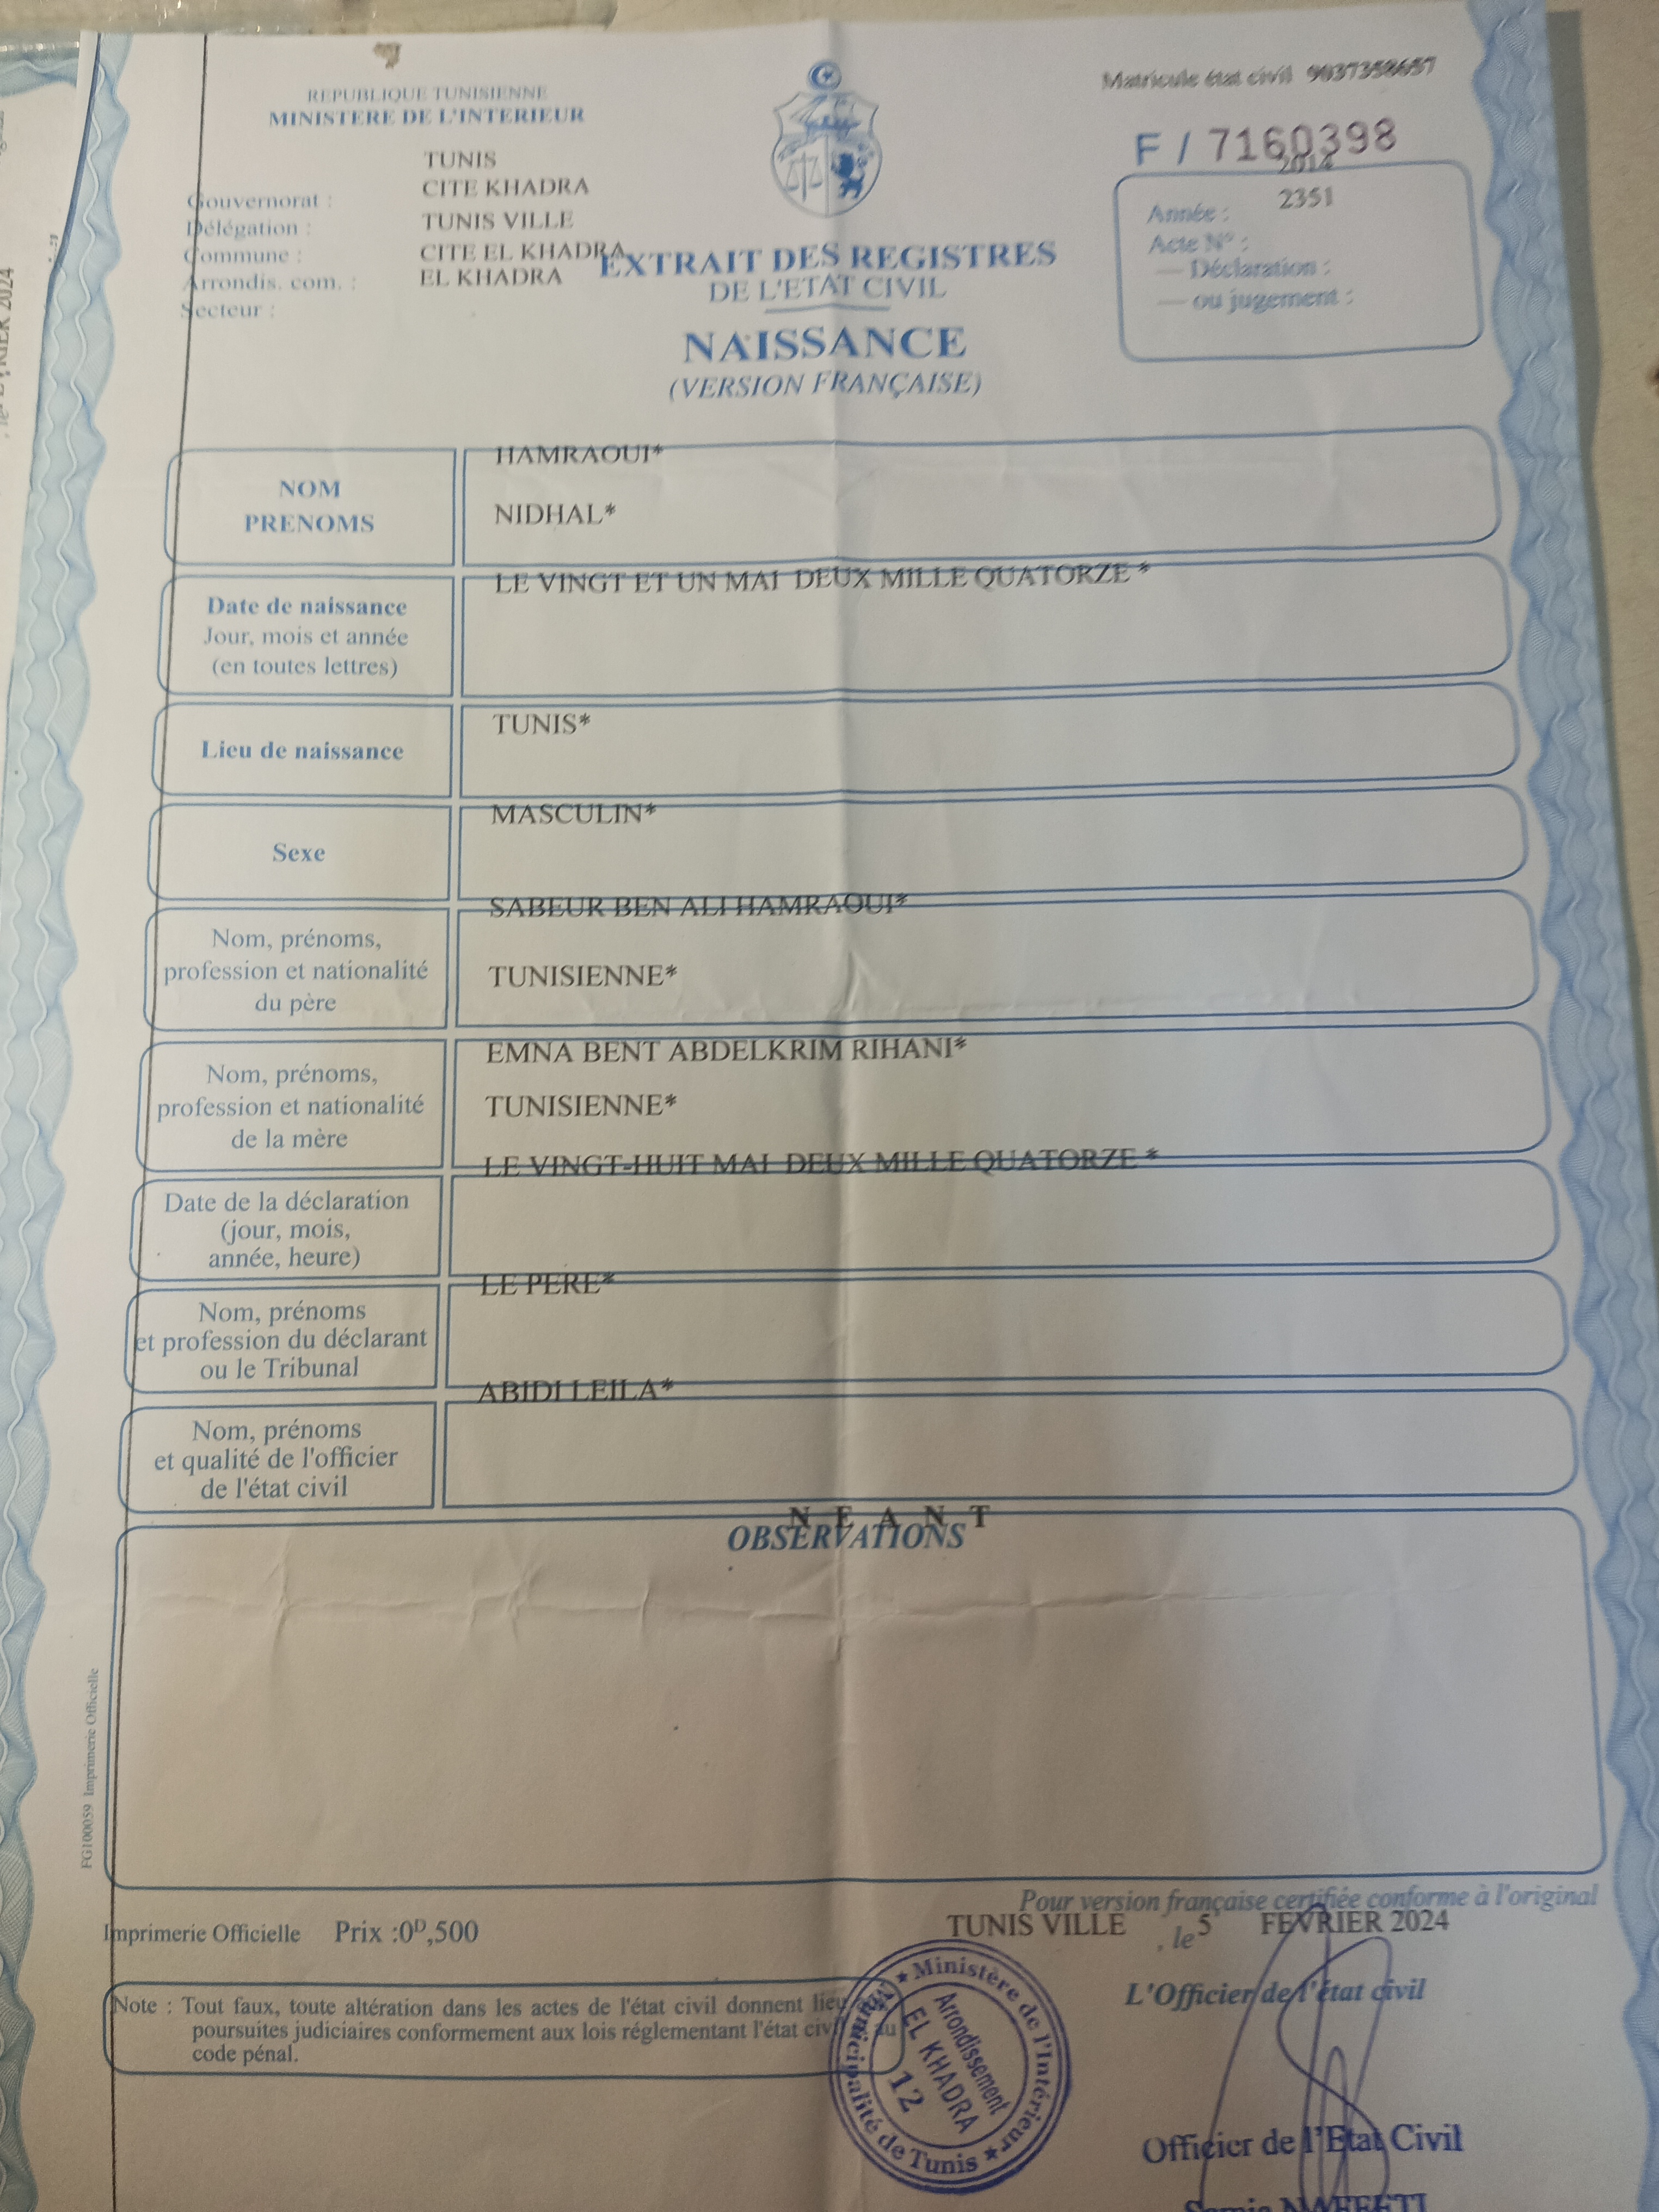 REPUBLIQUE TUNISIENNE
MINISTERE DE L'INTERIEUR
Matricule état civil
F / 7160398
2014
TUNIS
CITE KHADRA
TUNIS VILLE
CITE EL KHADRA
EL KHADRA
Gouvernorat :
Délégation :
Commune :
Arrondis. com. :
Secteur :
2351
Année :
Acte N° :
— Déclaration :
— ou jugement :
EXTRAIT DES REGISTRES
DE L'ETAT CIVIL
NAISSANCE
(VERSION FRANÇAISE)
NOM
PRENOMS
HAMRAOUI*
NIDHAL*
Date de naissance
Jour, mois et année
(en toutes lettres)
LE VINGT ET UN MAI DEUX MILLE QUATORZE *
Lieu de naissance
TUNIS*
Sexe
MASCULIN*
Nom, prénoms,
profession et nationalité
du père
SABEUR BEN ALI HAMRAOUI*
TUNISIENNE*
Nom, prénoms,
profession et nationalité
de la mère
EMNA BENT ABDELKRIM RIHANI*
TUNISIENNE*
Date de la déclaration
(jour, mois,
année, heure)
LE VINGT-HUIT MAI DEUX MILLE QUATORZE *
Nom, prénoms
et profession du déclarant
ou le Tribunal
LE PERE*
Nom, prénoms
et qualité de l'officier
de l'état civil
ABIDI LEILA*
N E A N T
OBSERVATIONS
FG100059 Imprimerie Officielle
Pour version française certifiée conforme à l'original
Imprimerie Officielle Prix :0D,500
TUNIS VILLE , le 5 FEVRIER 2024
L'Officier de l'état civil
Note : Tout faux, toute altération dans les actes de l'état civil donnent lieu
poursuites judiciaires conformement aux lois réglementant l'état civil au
code pénal.
Ministère de l'Intérieur
Municipalité de Tunis
Arrondissement
EL KHADRA
12
Officier de l'Etat Civil
FEVRIER 2024